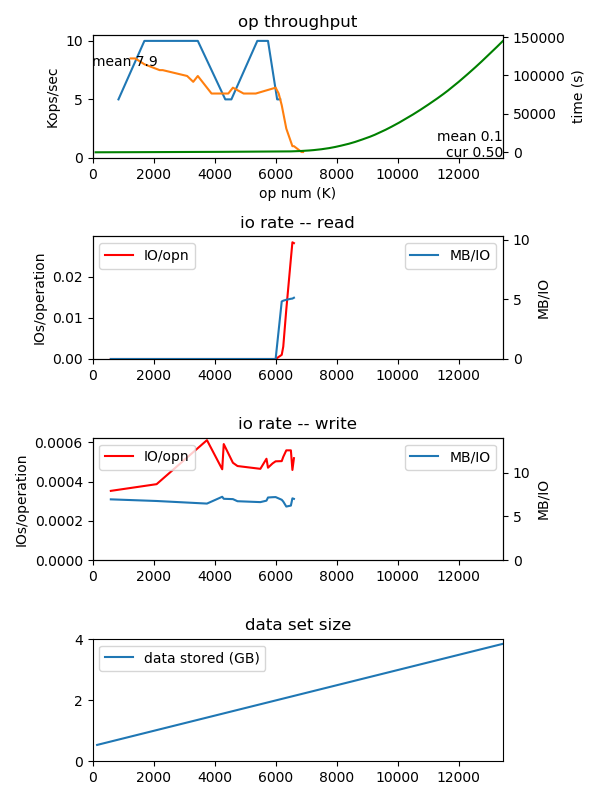 op throughput
10
5
0
Kops/sec
mean 7.9
mean 0.1
cur 0.50
150000
100000
50000
0
time (s)
0 2000 4000 6000 8000 10000 12000
op num (K)
io rate -- read
IO/opn
MB/IO
0.02
0.01
0.00
IOs/operation
10
5
0
MB/IO
0 2000 4000 6000 8000 10000 12000
io rate -- write
IO/opn
MB/IO
0.0006
0.0004
0.0002
0.0000
IOs/operation
10
5
0
MB/IO
0 2000 4000 6000 8000 10000 12000
data set size
data stored (GB)
4
2
0
0 2000 4000 6000 8000 10000 12000